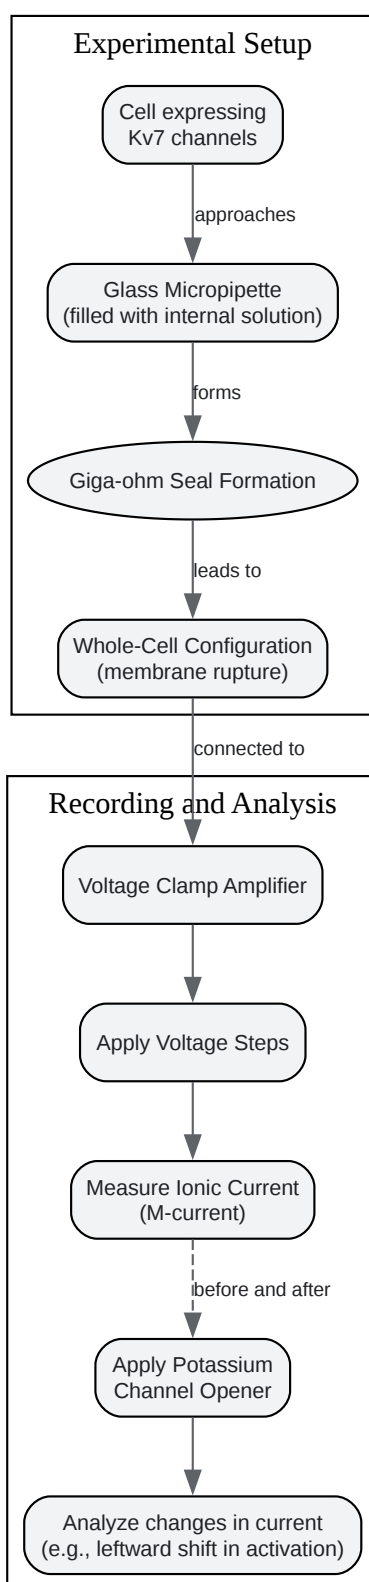 Experimental Setup
Cell expressing
Kv7 channels
approaches
Glass Micropipette
(filled with internal solution)
forms
Giga-ohm Seal Formation
leads to
Whole-Cell Configuration
(membrane rupture)
connected to
Recording and Analysis
Voltage Clamp Amplifier
Apply Voltage Steps
Measure Ionic Current
(M-current)
before and after
Apply Potassium
Channel Opener
Analyze changes in current
(e.g., leftward shift in activation)